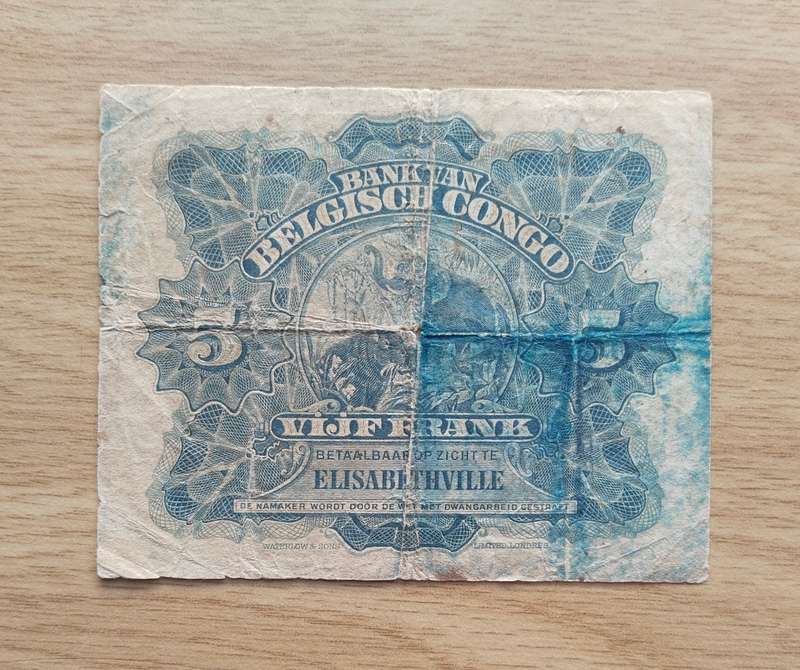 BANK VAN
BELGISCH CONGO
5 5
VIJF FRANK
BETAALBAAR OP ZICHT TE
ELISABETHVILLE
DE NAMAKER WORDT DOOR DE WET MET DWANGARBEID GESTRAFT
WATERLOW & SONS LIMITED, LONDRES